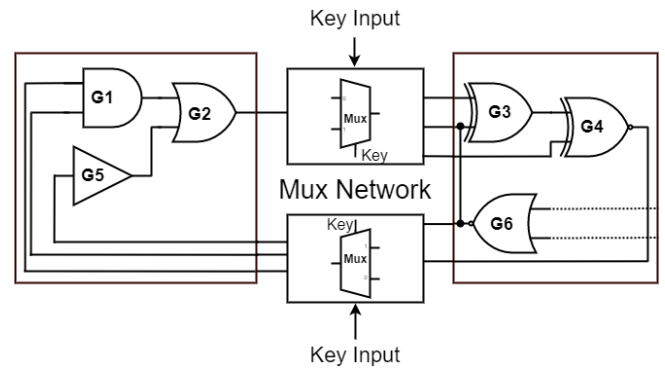 Key Input
G1
G2
Mux
Key
G3
G4
G5
Mux Network
Key
G6
Mux
Key Input